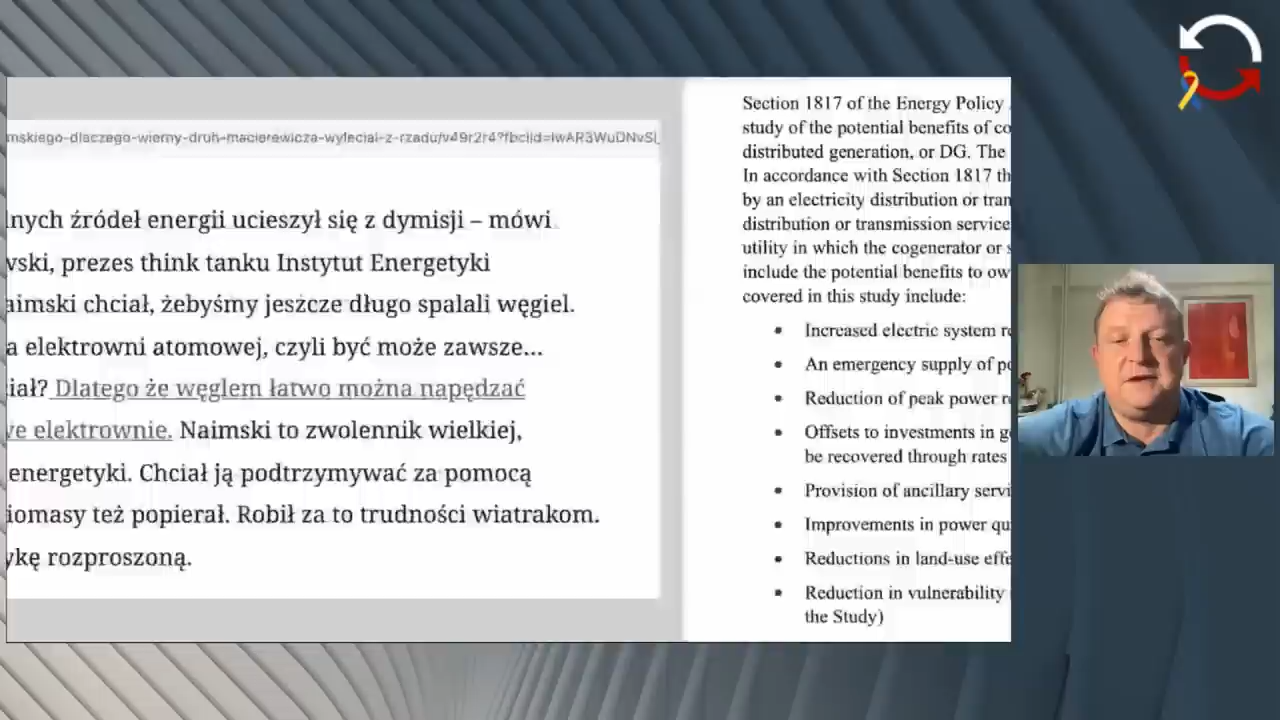 mskiego-dlaczego-wierny-druh-macierewicza-wylecial-z-rzadu/v49r2r4?fbclid=IwAR3WuDNvSi_
lnych źródeł energii ucieszył się z dymisji – mówi
vski, prezes think tanku Instytut Energetyki
aimski chciał, żebyśmy jeszcze długo spalali węgiel.
a elektrowni atomowej, czyli być może zawsze...
iał? Dlatego że węglem łatwo można napędzać
ve elektrownie. Naimski to zwolennik wielkiej,
energetyki. Chciał ją podtrzymywać za pomocą
iomasy też popierał. Robił za to trudności wiatrakom.
ykę rozproszoną.
Section 1817 of the Energy Policy
study of the potential benefits of co
distributed generation, or DG. The
In accordance with Section 1817 th
by an electricity distribution or tran
distribution or transmission service
utility in which the cogenerator or s
include the potential benefits to ow
covered in this study include:
• Increased electric system re
• An emergency supply of po
• Reduction of peak power re
• Offsets to investments in ge
be recovered through rates
• Provision of ancillary servi
• Improvements in power qu
• Reductions in land-use effe
• Reduction in vulnerability
the Study)